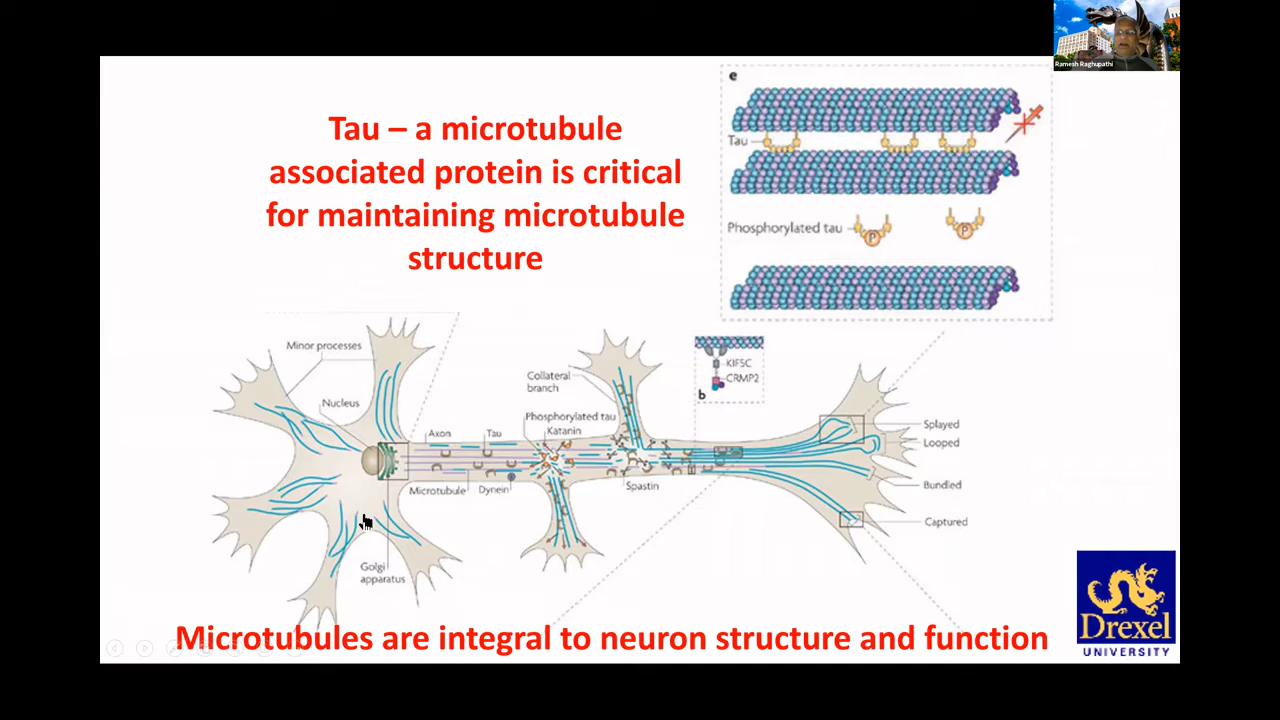 Ramesh Raghupathi
Tau – a microtubule
associated protein is critical
for maintaining microtubule
structure
e
Tau
Phosphorylated tau
P
P
Minor processes
Nucleus
Axon
Tau
Microtubule
Dynein
Golgi
apparatus
Collateral
branch
Phosphorylated tau
Katanin
Spastin
KIF5C
CRMP2
b
Splayed
Looped
Bundled
Captured
Microtubules are integral to neuron structure and function
Drexel
UNIVERSITY